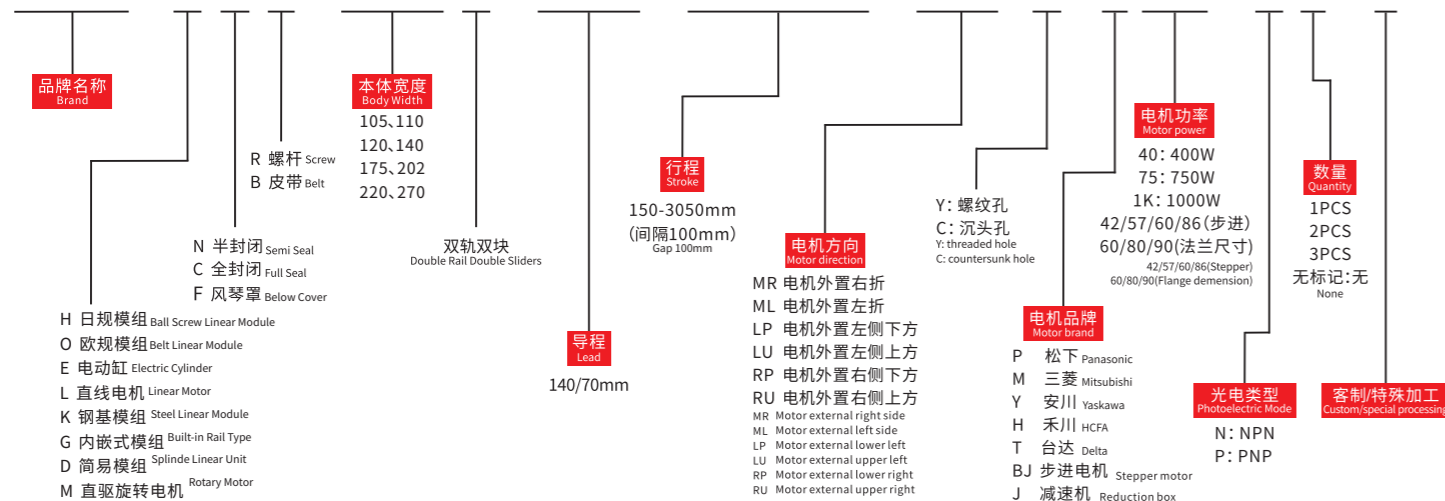 品牌名称
Brand
H 日规模组 Ball Screw Linear Module
O 欧规模组 Belt Linear Module
E 电动缸 Electric Cylinder
L 直线电机 Linear Motor
K 钢基模组 Steel Linear Module
G 内嵌式模组 Built-in Rail Type
D 简易模组 Splinde Linear Unit
M 直驱旋转电机 Rotary Motor
N 半封闭 Semi Seal
C 全封闭 Full Seal
F 风琴罩 Below Cover
R 螺杆 Screw
B 皮带 Belt
本体宽度
Body Width
105、110
120、140
175、202
220、270
双轨双块
Double Rail Double Sliders
导程
Lead
140/70mm
行程
Stroke
150-3050mm
(间隔100mm)
Gap 100mm
电机方向
Motor direction
MR 电机外置右折
ML 电机外置左折
LP 电机外置左侧下方
LU 电机外置左侧上方
RP 电机外置右侧下方
RU 电机外置右侧上方
MR Motor external right side
ML Motor external left side
LP Motor external lower left
LU Motor external upper left
RP Motor external lower right
RU Motor external upper right
Y: 螺纹孔
C: 沉头孔
Y: threaded hole
C: countersunk hole
电机品牌
Motor brand
P 松下 Panasonic
M 三菱 Mitsubishi
Y 安川 Yaskawa
H 禾川 HCFA
T 台达 Delta
BJ 步进电机 Stepper motor
J 减速机 Reduction box
电机功率
Motor power
40: 400W
75: 750W
1K: 1000W
42/57/60/86(步进)
60/80/90(法兰尺寸)
42/57/60/86(Stepper)
60/80/90(Flange demension)
光电类型
Photoelectric Mode
N: NPN
P: PNP
数量
Quantity
1PCS
2PCS
3PCS
无标记:无
None
客制/特殊加工
Custom/special processing